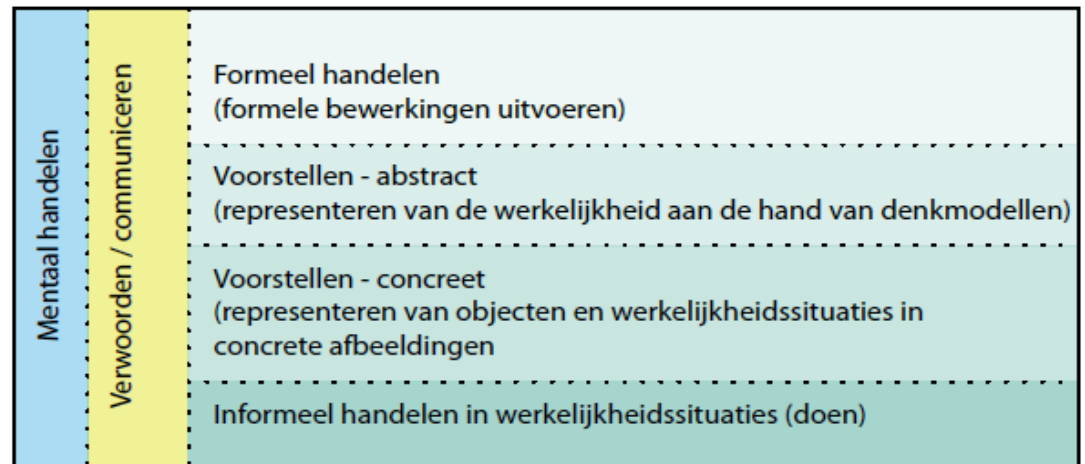 Mentaal handelen
Verwoorden / communiceren
Formeel handelen
(formele bewerkingen uitvoeren)
Voorstellen - abstract
(representeren van de werkelijkheid aan de hand van denkmodellen)
Voorstellen - concreet
(representeren van objecten en werkelijkheidssituaties in
concrete afbeeldingen
Informeel handelen in werkelijkheidssituaties (doen)